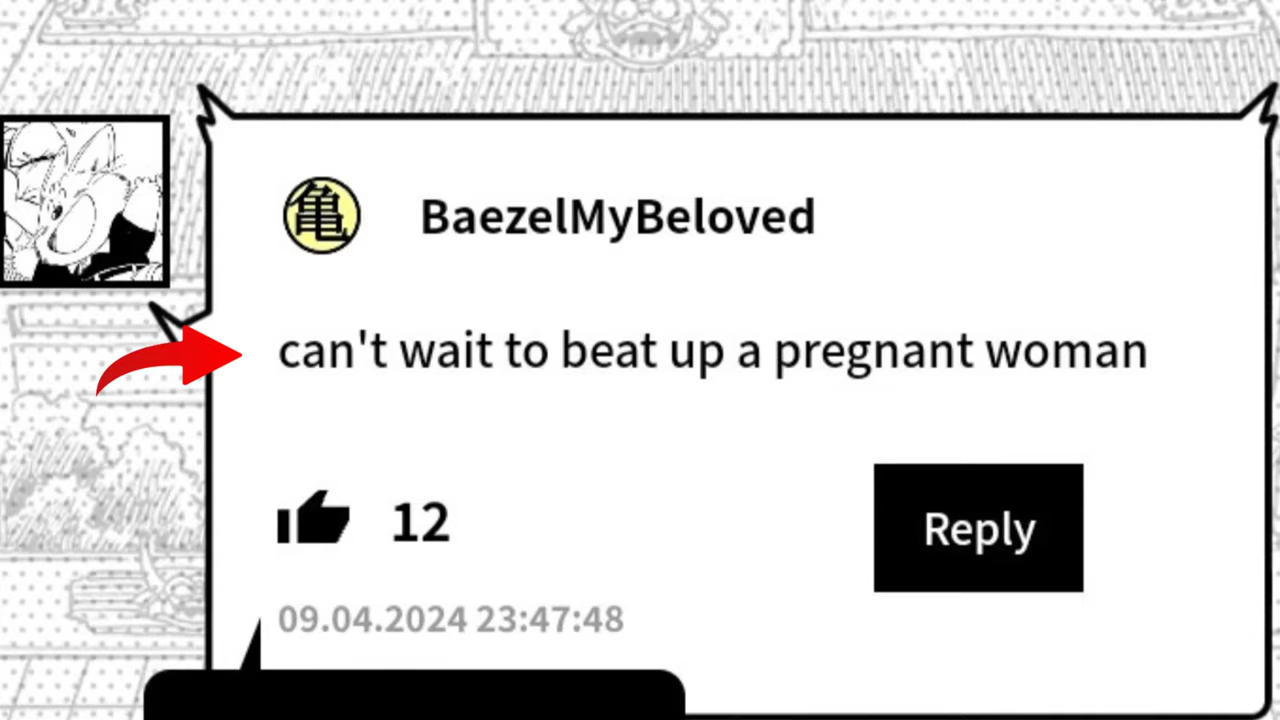 亀
BaezelMyBeloved
can't wait to beat up a pregnant woman
12
Reply
09.04.2024 23:47:48